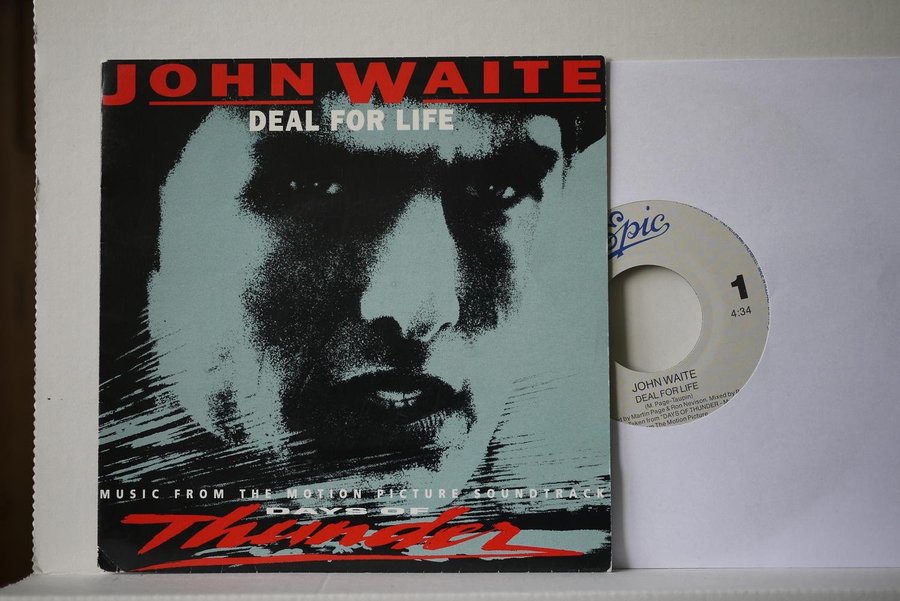 JOHN WAITE
DEAL FOR LIFE
MUSIC FROM THE MOTION PICTURE SOUNDTRACK
DAYS OF
Thunder
Epic
1
4:34
JOHN WAITE
DEAL FOR LIFE
(M. Page-Taupin)
by Martin Page & Ron Nevison. Mixed by
from "DAYS OF THUNDER -
The Motion Picture